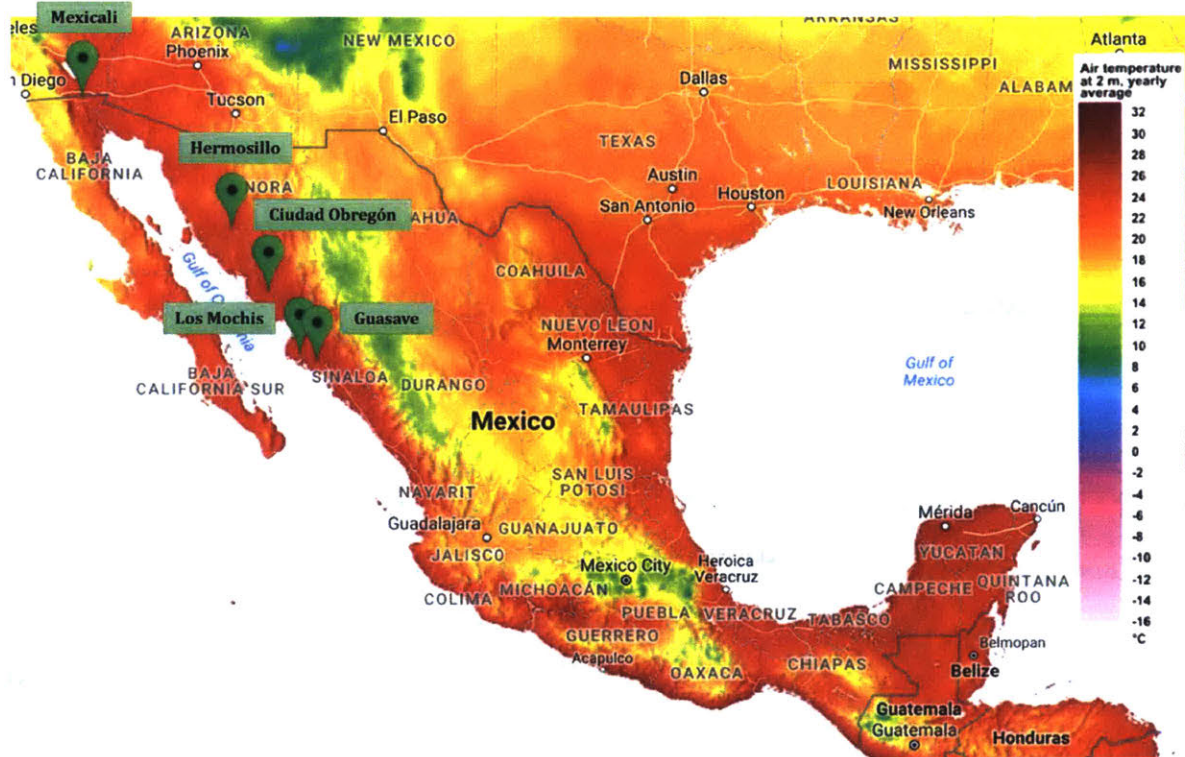 Mexicali
eles
ARIZONA
Phoenix
NEW MEXICO
ARKANSAS
Atlanta
n Diego
Tucson
El Paso
Dallas
MISSISSIPPI
ALABAM
Air temperature
at 2 m, yearly
average
32
30
28
26
24
22
20
18
16
14
12
10
8
6
4
2
0
-2
-4
-6
-8
-10
-12
-14
-16
°C
Hermosillo
TEXAS
BAJA
CALIFORNIA
NORA
Austin
San Antonio
Houston
LOUISIANA
New Orleans
Ciudad Obregón
AHUA
Gulf of C
rnia
COAHUILA
Los Mochis
Guasave
NUEVO LEON
Monterrey
Gulf of
Mexico
BAJA
CALIFORNIA SUR
SINALOA
DURANGO
TAMAULIPAS
Mexico
SAN LUIS
POTOSI
NAYARIT
Guadalajara
GUANAJUATO
JALISCO
Mérida
Cancún
YUCATAN
Mexico City
Heroica
Veracruz
MICHOACÁN
COLIMA
CAMPECHE
QUINTANA
ROO
PUEBLA
VERACRUZ
TABASCO
GUERRERO
Acapulco
OAXACA
CHIAPAS
Belmopan
Belize
Guatemala
Guatemala
Honduras